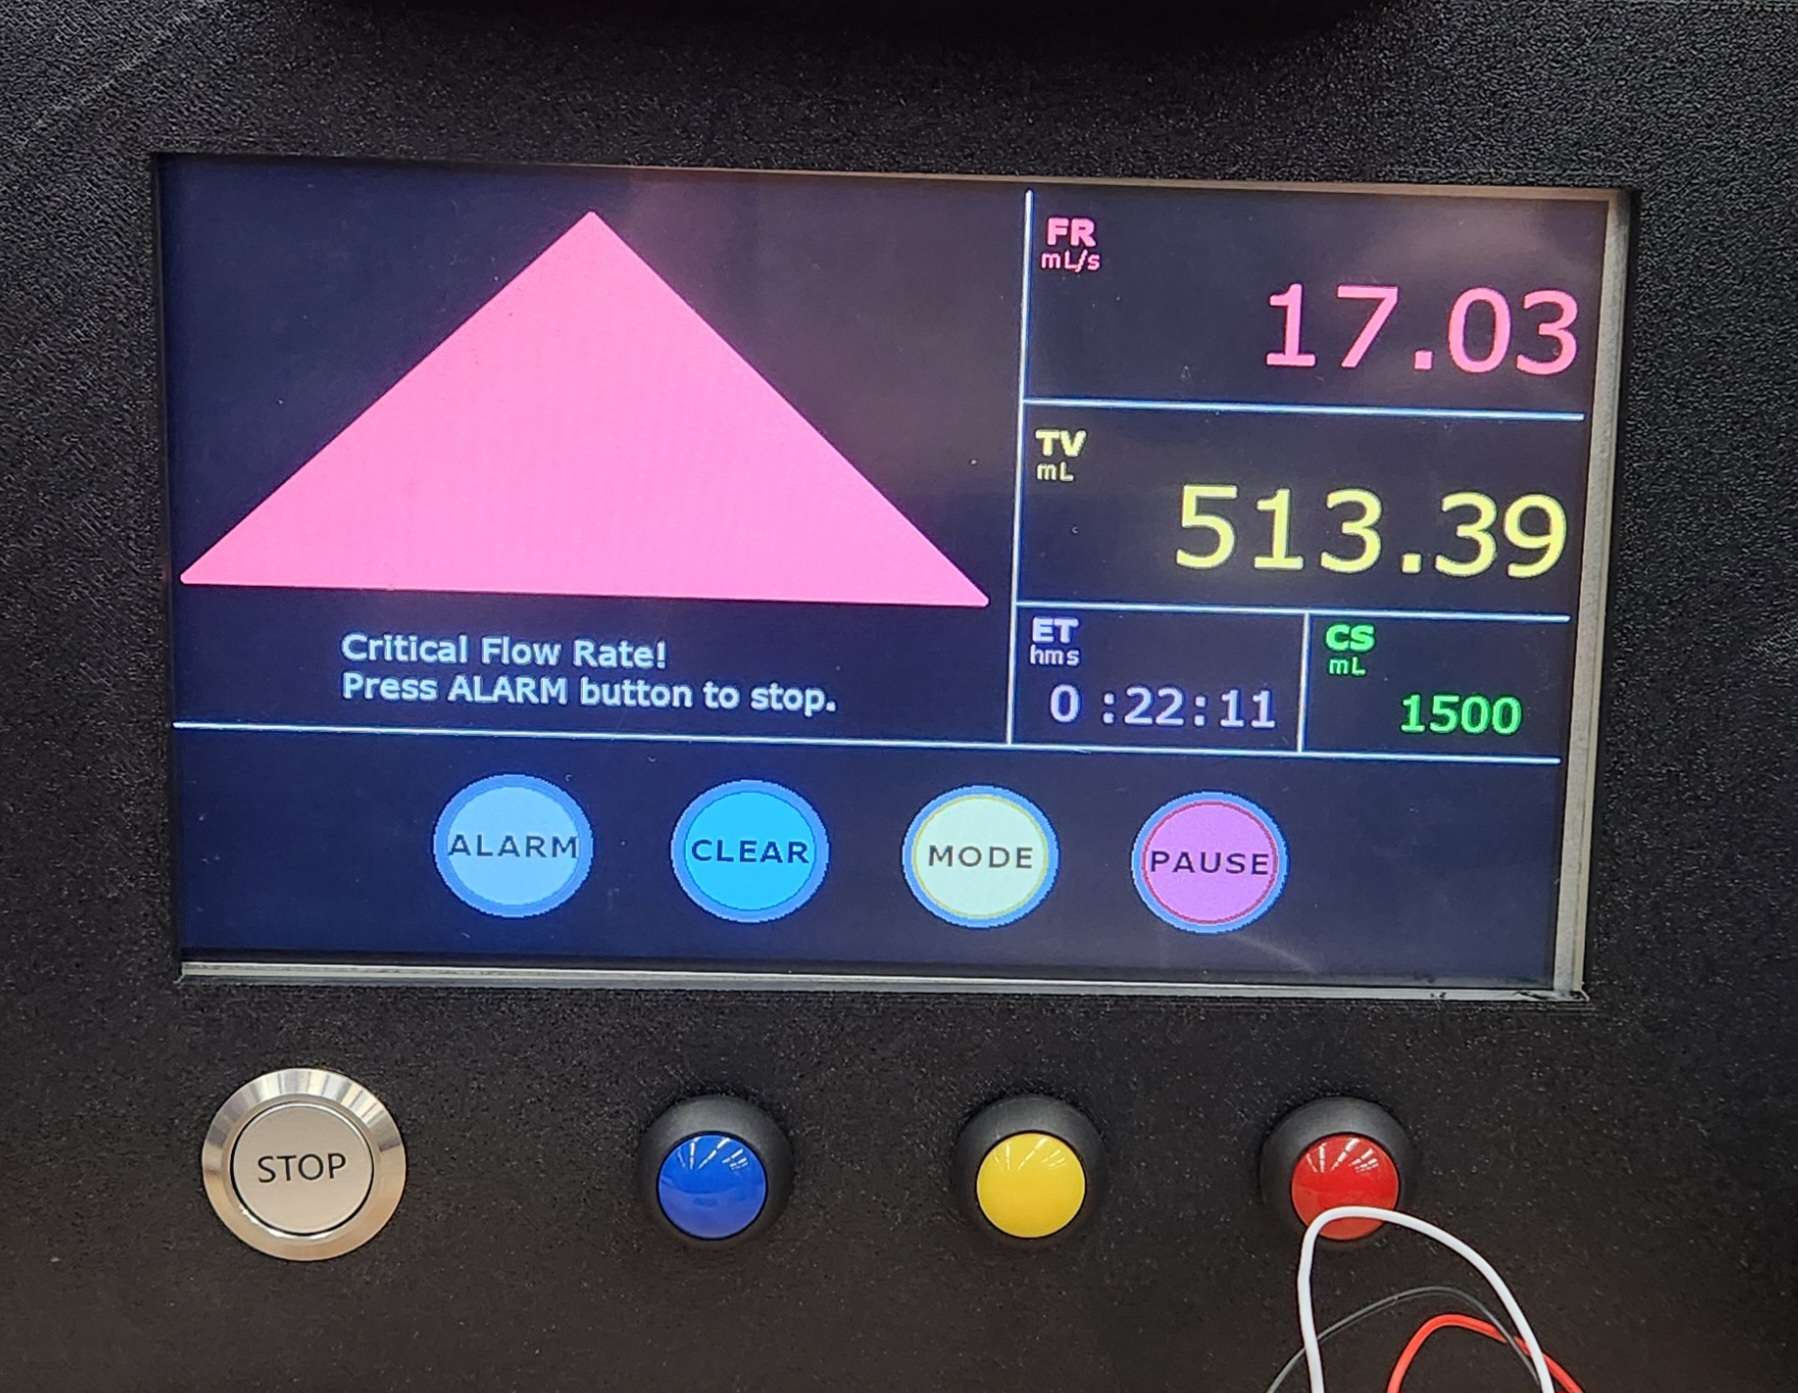 FR
mL/s
17.03
TV
mL
513.39
ET
hms
0 :22:11
CS
mL
1500
Critical Flow Rate!
Press ALARM button to stop.
ALARM
CLEAR
MODE
PAUSE
STOP